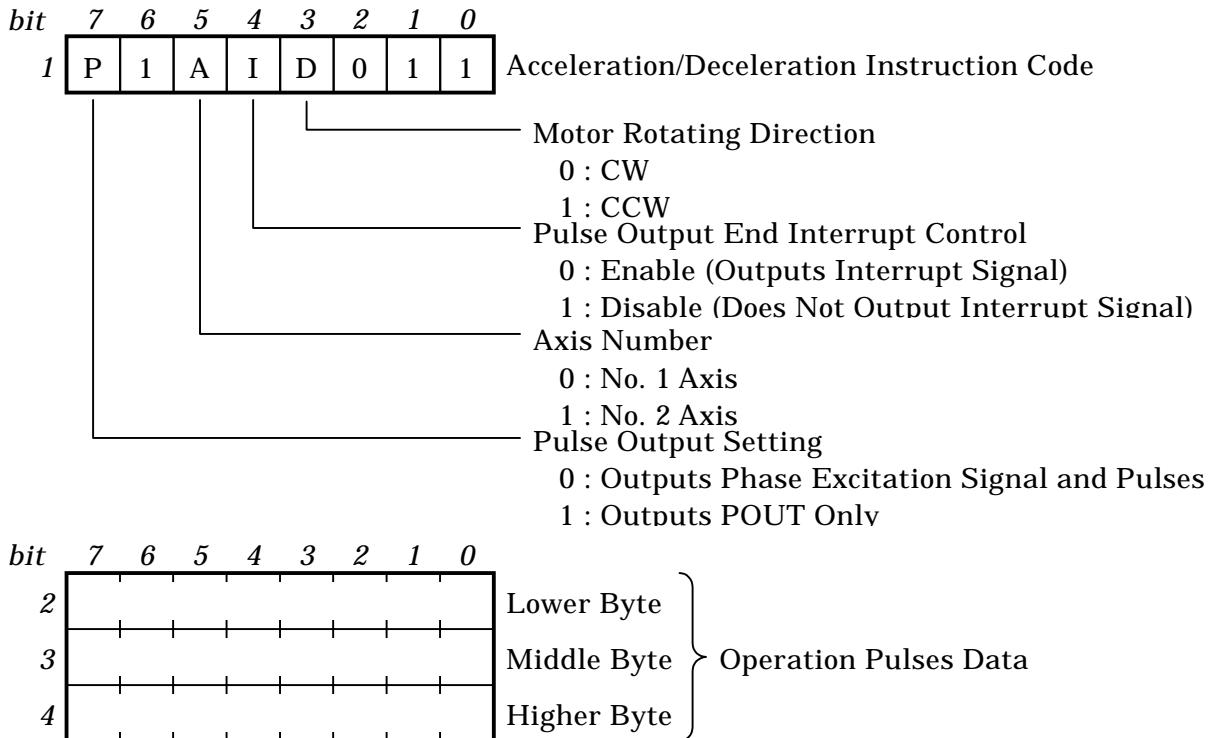 bit 7 6 5 4 3 2 1 0
1 P 1 A I D 0 1 1 Acceleration/Deceleration Instruction Code
Motor Rotating Direction
0 : CW
1 : CCW
Pulse Output End Interrupt Control
0 : Enable (Outputs Interrupt Signal)
1 : Disable (Does Not Output Interrupt Signal)
Axis Number
0 : No. 1 Axis
1 : No. 2 Axis
Pulse Output Setting
0 : Outputs Phase Excitation Signal and Pulses
1 : Outputs POUT Only
bit 7 6 5 4 3 2 1 0
2 Lower Byte
3 Middle Byte Operation Pulses Data
4 Higher Byte